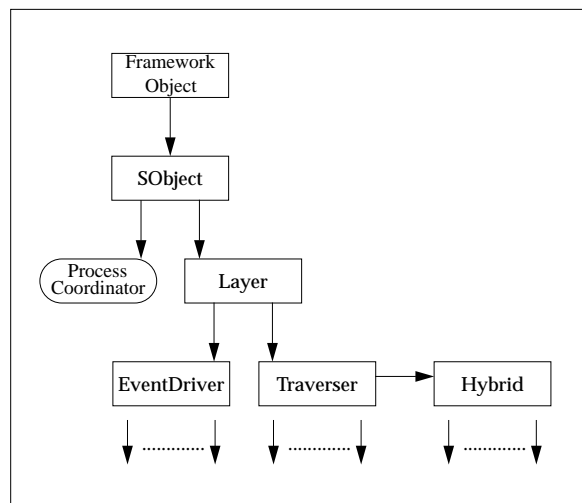 Framework
Object
SObject
Process
Coordinator
Layer
EventDriver
Traverser
Hybrid